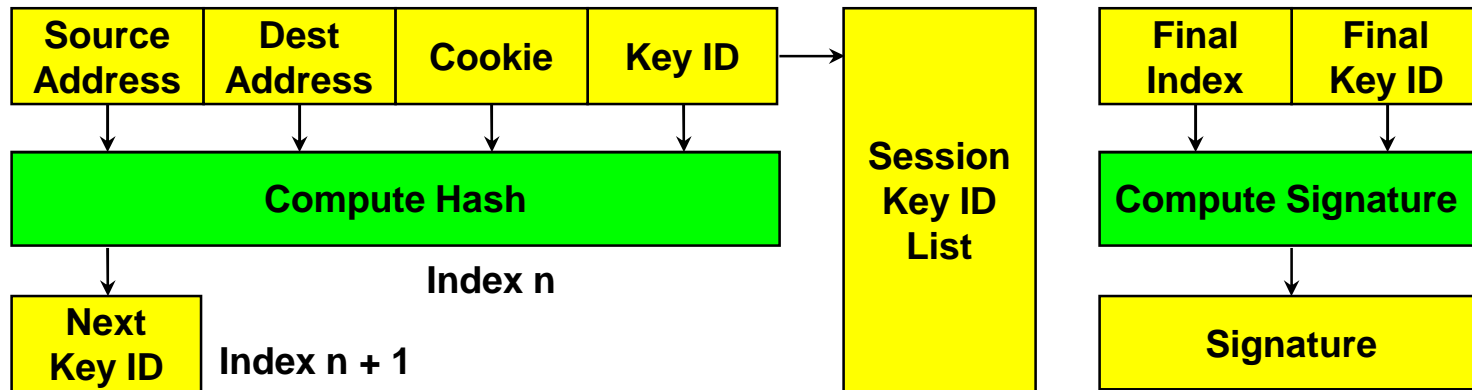 Source
Address
Dest
Address
Cookie
Key ID
Final
Index
Final
Key ID
Compute Hash
Session
Key ID
List
Compute Signature
Index n
Next
Key ID
Index n + 1
Signature